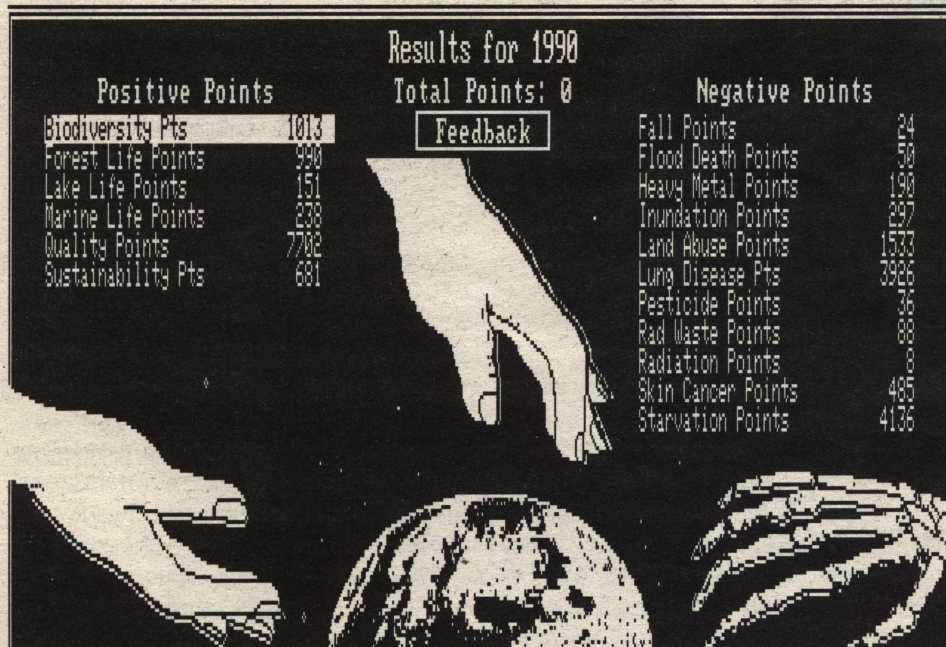 Results for 1990
Total Points: 0
Feedback
Positive Points
Biodiversity Pts 1013
Forest Life Points 990
Lake Life Points 151
Marine Life Points 238
Quality Points 7702
Sustainability Pts 681
Negative Points
Fall Points 24
Flood Death Points 50
Heavy Metal Points 190
Inundation Points 297
Land Abuse Points 1533
Lung Disease Pts 3926
Pesticide Points 36
Rad Waste Points 88
Radiation Points 8
Skin Cancer Points 485
Starvation Points 4136